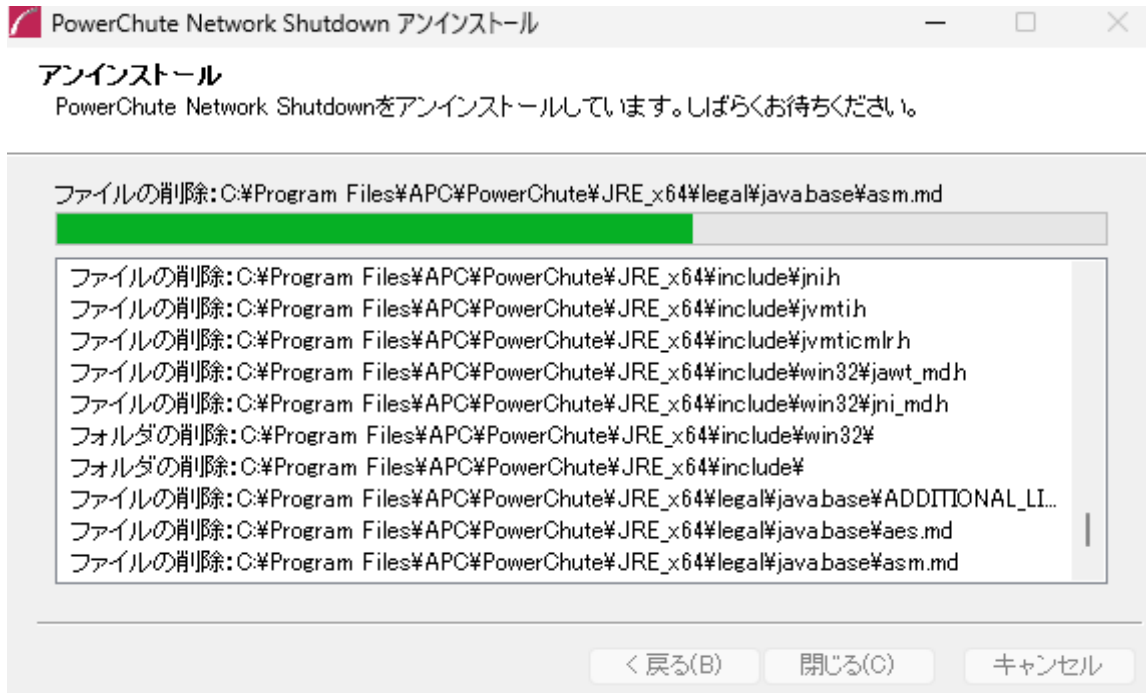 PowerChute Network Shutdown アンインストール
アンインストール
PowerChute Network Shutdownをアンインストールしています。しばらくお待ちください。
ファイルの削除:C:¥Program Files¥APC¥PowerChute¥JRE_x64¥legal¥java.base¥asm.md
ファイルの削除:C:¥Program Files¥APC¥PowerChute¥JRE_x64¥include¥jni.h
ファイルの削除:C:¥Program Files¥APC¥PowerChute¥JRE_x64¥include¥jvmti.h
ファイルの削除:C:¥Program Files¥APC¥PowerChute¥JRE_x64¥include¥jvmticmlr.h
ファイルの削除:C:¥Program Files¥APC¥PowerChute¥JRE_x64¥include¥win32¥jawt_md.h
ファイルの削除:C:¥Program Files¥APC¥PowerChute¥JRE_x64¥include¥win32¥jni_md.h
フォルダの削除:C:¥Program Files¥APC¥PowerChute¥JRE_x64¥include¥win32¥
フォルダの削除:C:¥Program Files¥APC¥PowerChute¥JRE_x64¥include¥
ファイルの削除:C:¥Program Files¥APC¥PowerChute¥JRE_x64¥legal¥java.base¥ADDITIONAL_LI...
ファイルの削除:C:¥Program Files¥APC¥PowerChute¥JRE_x64¥legal¥java.base¥aes.md
ファイルの削除:C:¥Program Files¥APC¥PowerChute¥JRE_x64¥legal¥java.base¥asm.md
< 戻る(B) 閉じる(C) キャンセル